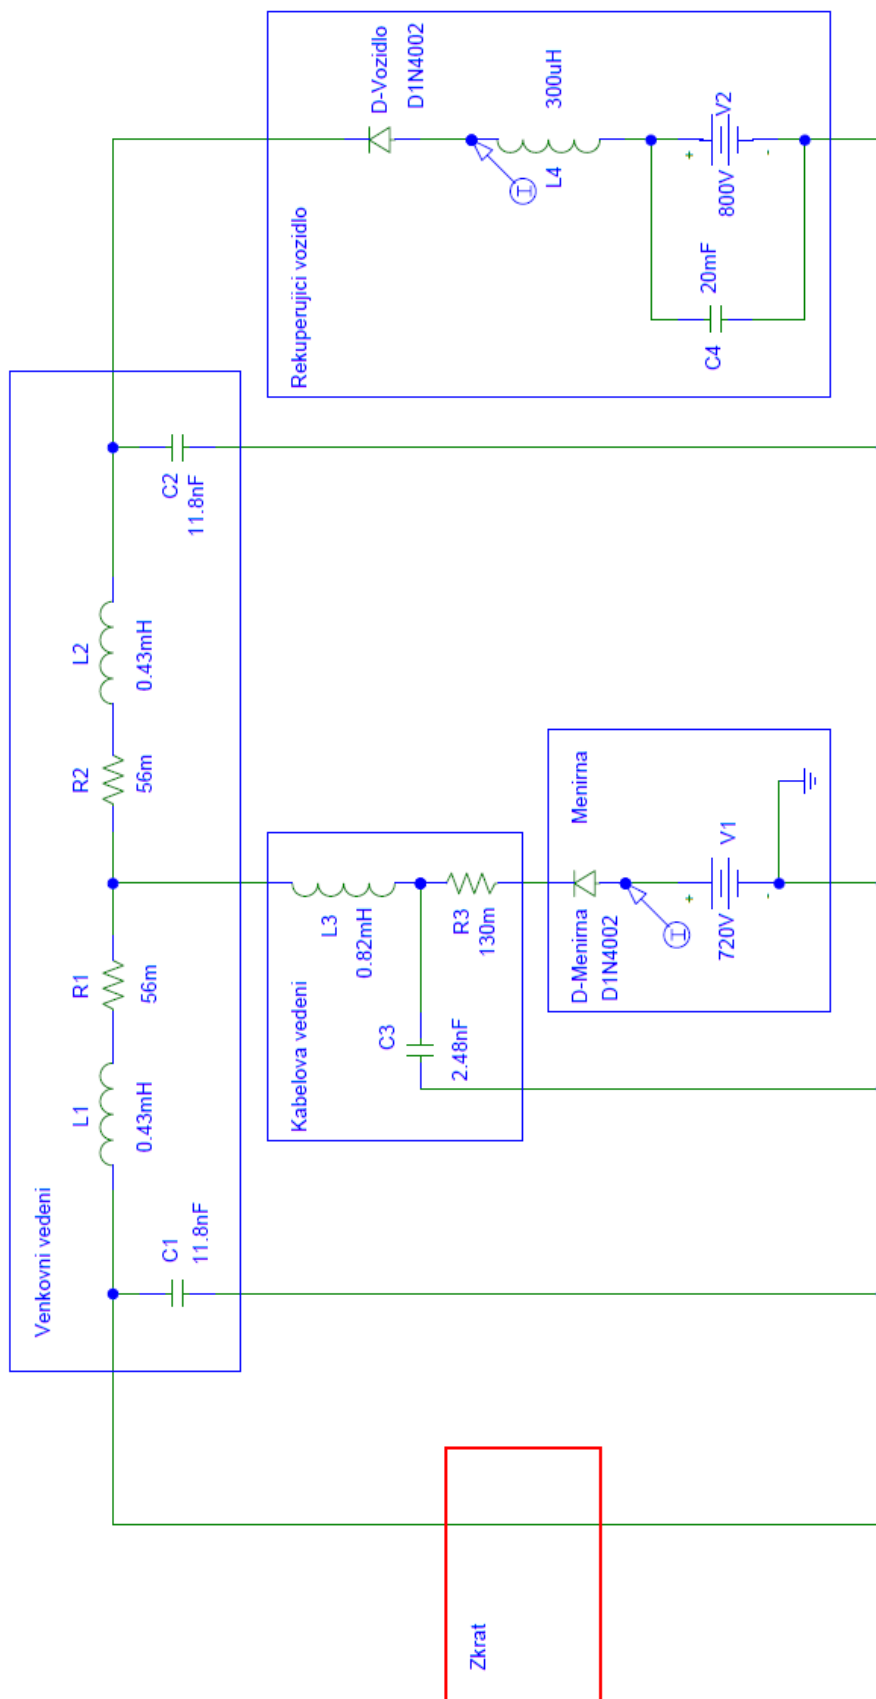 Venkovni vedeni
C1
11.8nF
L1
0.43mH
R1
56m
R2
56m
L2
0.43mH
C2
11.8nF
Zkrat
Kabelova vedeni
C3
2.48nF
L3
0.82mH
R3
130m
Menirna
D-Menirna
D1N4002
I
+
-
720V
V1
Rekuperujici vozidlo
D-Vozidlo
D1N4002
I
L4
300uH
C4
20mF
+
-
800V
V2